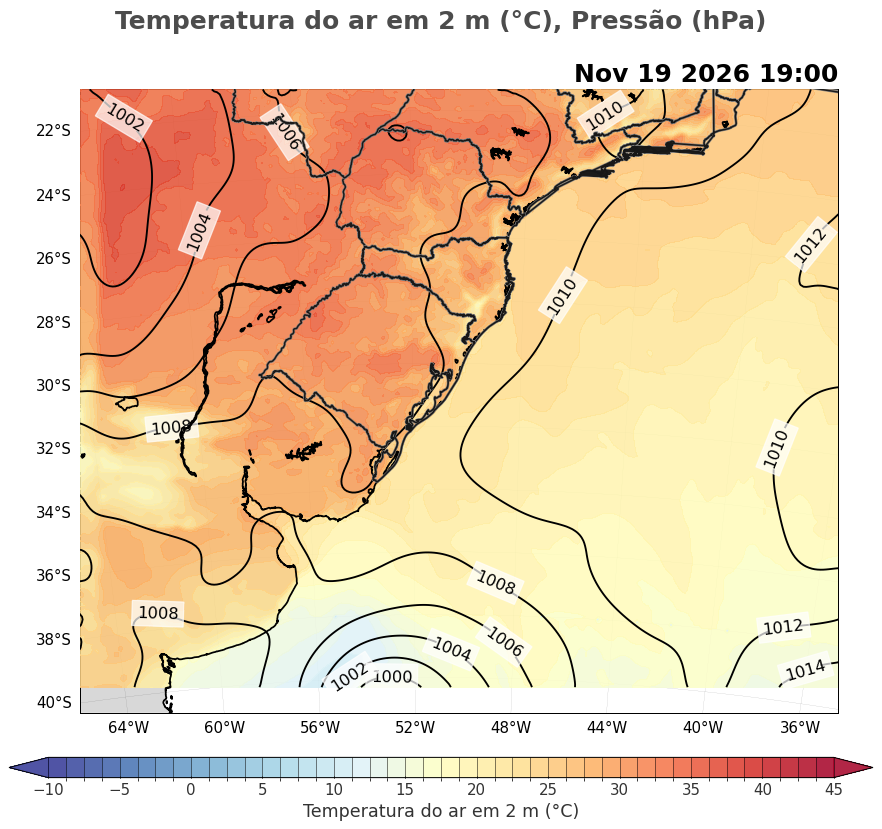 Temperatura do ar em 2 m (°C), Pressão (hPa)
Nov 19 2026 19:00
1002
1006
1010
1004
1012
1010
1008
1010
1008
1008
1006
1004
1002
1000
1012
1014
22°S
24°S
26°S
28°S
30°S
32°S
34°S
36°S
38°S
40°S
64°W 60°W 56°W 52°W 48°W 44°W 40°W 36°W
−10 −5 0 5 10 15 20 25 30 35 40 45
Temperatura do ar em 2 m (°C)